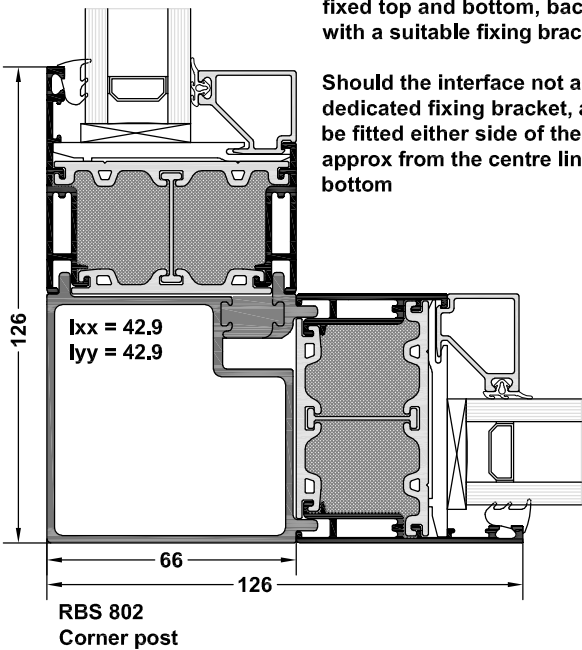 fixed top and bottom, bac
with a suitable fixing brac
Should the interface not a
dedicated fixing bracket, a
be fitted either side of the
approx from the centre lin
bottom
126
Ixx = 42.9
Iyy = 42.9
66
126
RBS 802
Corner post